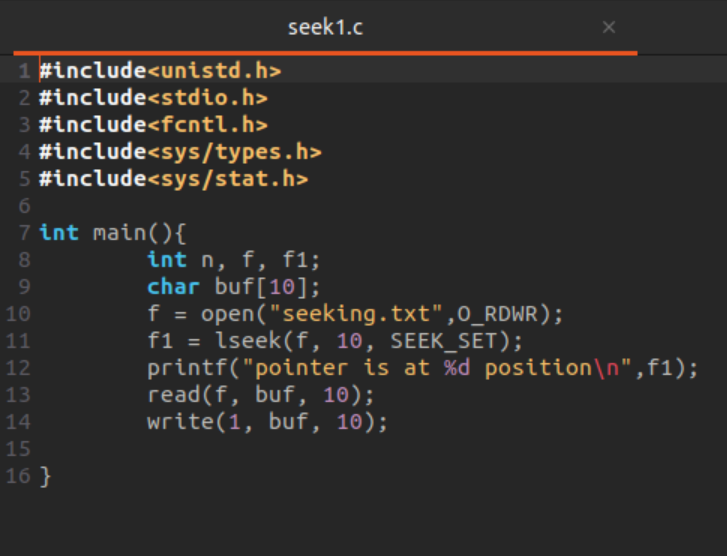 seek1.c ×
1 #include<unistd.h>
2 #include<stdio.h>
3 #include<fcntl.h>
4 #include<sys/types.h>
5 #include<sys/stat.h>
6
7 int main(){
8 int n, f, f1;
9 char buf[10];
10 f = open("seeking.txt",O_RDWR);
11 f1 = lseek(f, 10, SEEK_SET);
12 printf("pointer is at %d position\n",f1);
13 read(f, buf, 10);
14 write(1, buf, 10);
15
16 }